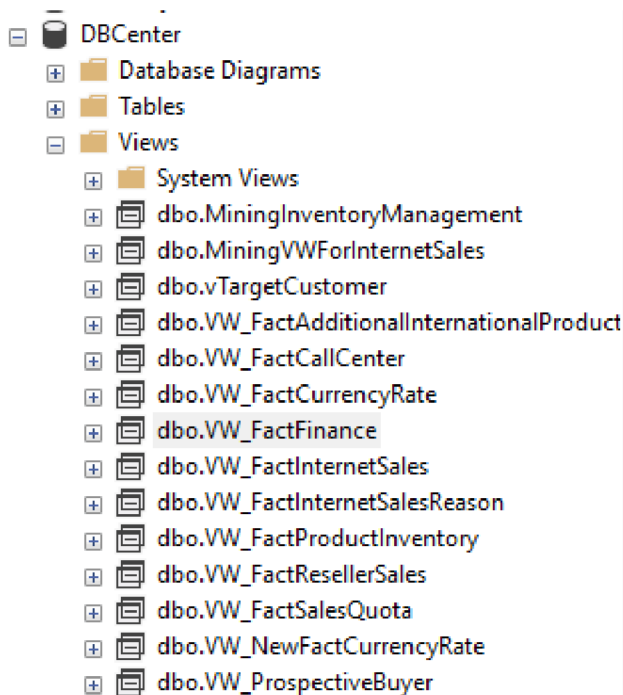 DBCenter
Database Diagrams
Tables
Views
System Views
dbo.MiningInventoryManagement
dbo.MiningVWForInternetSales
dbo.vTargetCustomer
dbo.VW_FactAdditionalInternationalProduct
dbo.VW_FactCallCenter
dbo.VW_FactCurrencyRate
dbo.VW_FactFinance
dbo.VW_FactInternetSales
dbo.VW_FactInternetSalesReason
dbo.VW_FactProductInventory
dbo.VW_FactResellerSales
dbo.VW_FactSalesQuota
dbo.VW_NewFactCurrencyRate
dbo.VW_ProspectiveBuyer